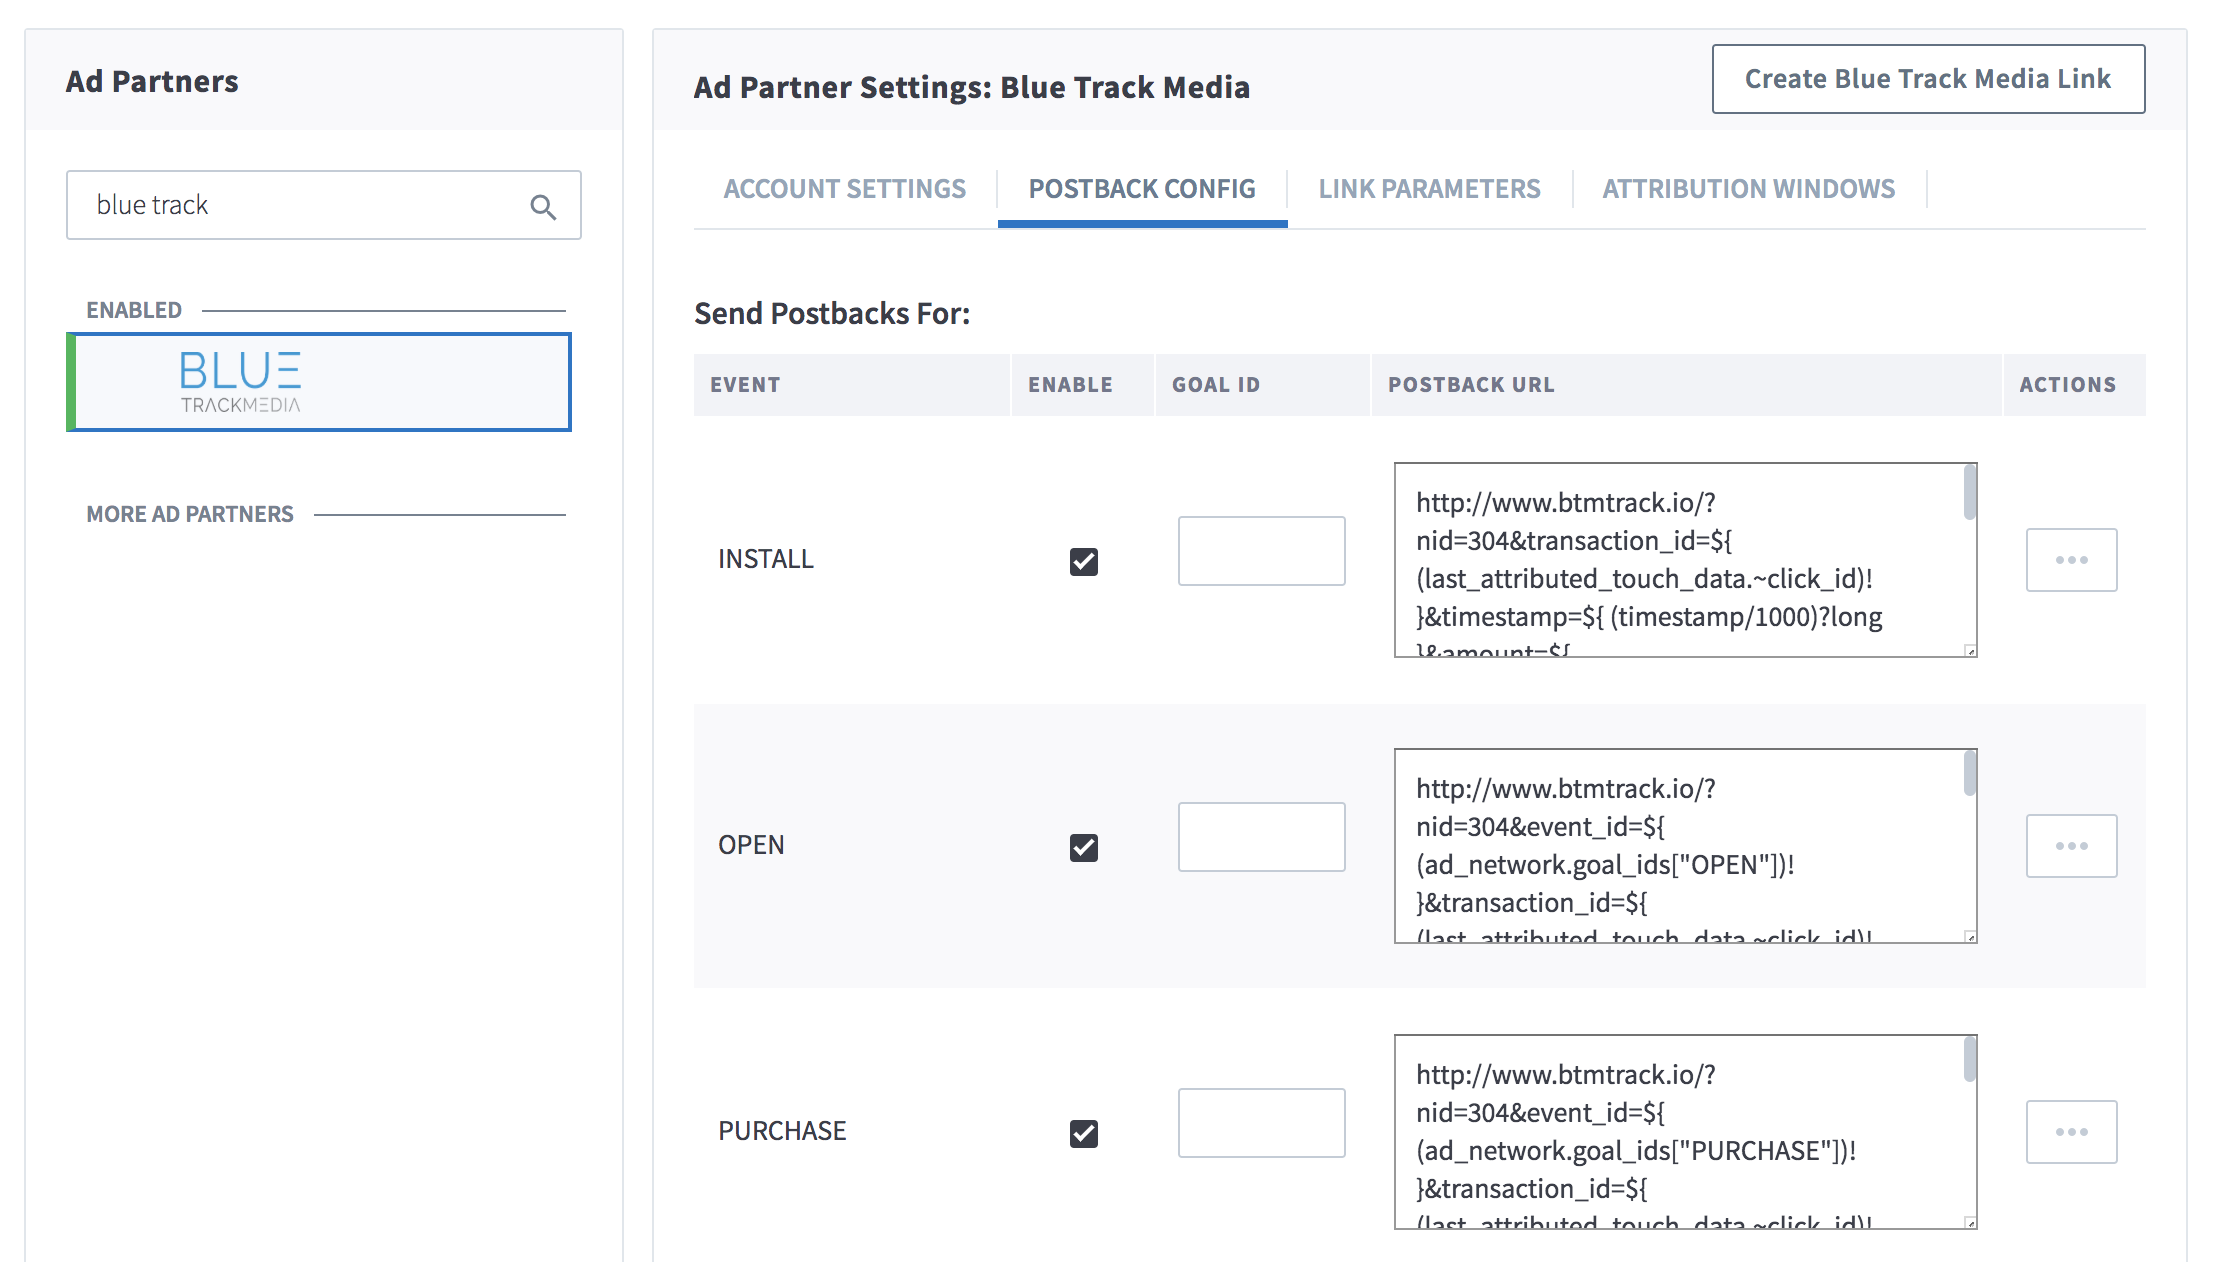 Ad Partners
blue track
ENABLED
BLUE
TRACKMEDIA
MORE AD PARTNERS
Ad Partner Settings: Blue Track Media
Create Blue Track Media Link
ACCOUNT SETTINGS
POSTBACK CONFIG
LINK PARAMETERS
ATTRIBUTION WINDOWS
Send Postbacks For:
EVENT
ENABLE
GOAL ID
POSTBACK URL
ACTIONS
INSTALL
http://www.btmtrack.io/?
nid=304&transaction_id=${
(last_attributed_touch_data.~click_id)!
}&timestamp=${ (timestamp/1000)?long
}&amount=${
OPEN
http://www.btmtrack.io/?
nid=304&event_id=${
(ad_network.goal_ids["OPEN"])!
}&transaction_id=${
(last_attributed_touch_data.~click_id)!
PURCHASE
http://www.btmtrack.io/?
nid=304&event_id=${
(ad_network.goal_ids["PURCHASE"])!
}&transaction_id=${
(last_attributed_touch_data.~click_id)!